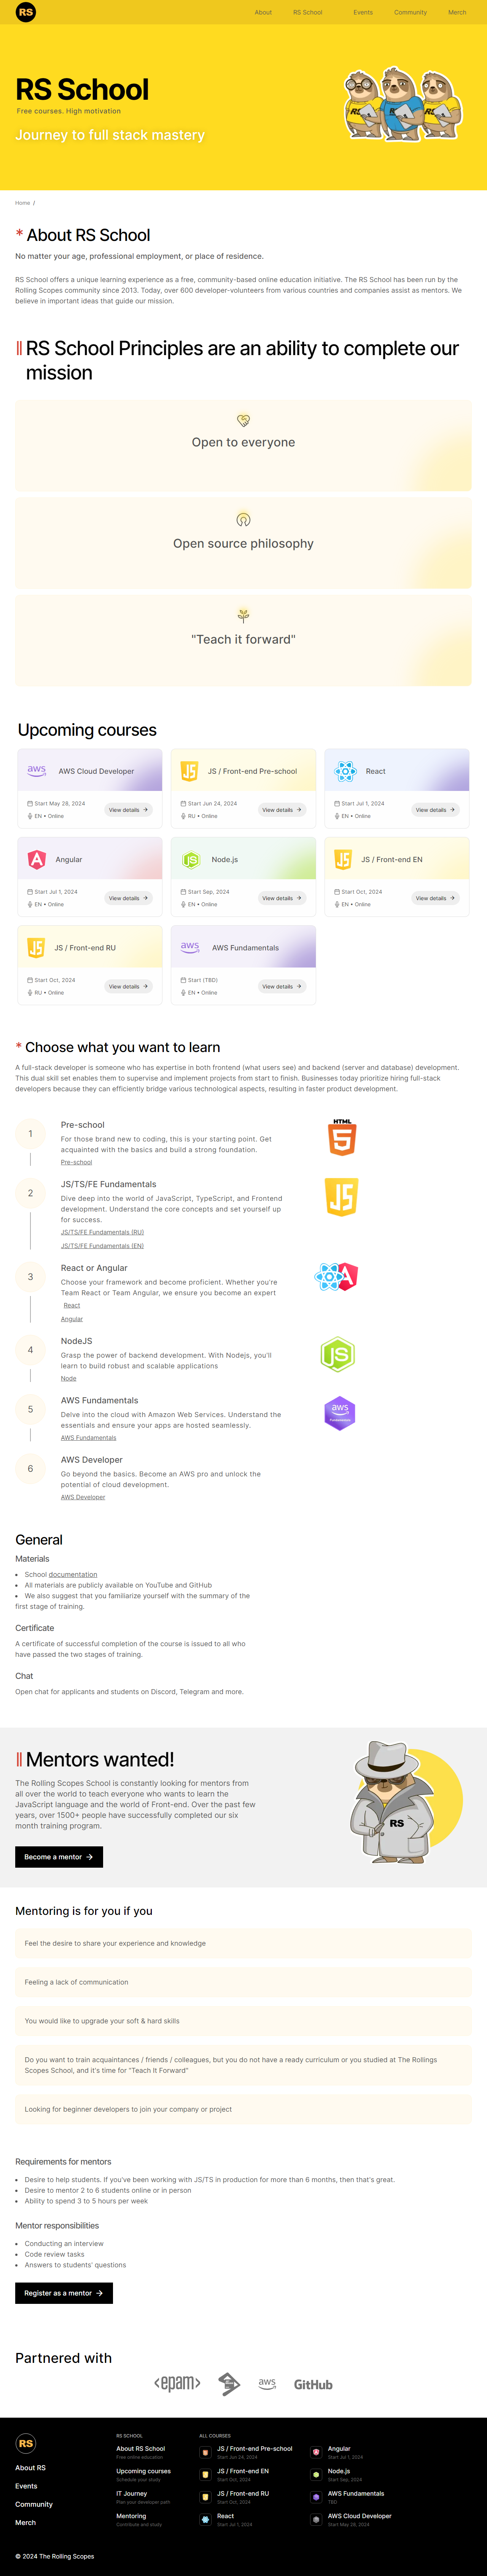 RS
About
RS School
Events
Community
Merch
RS School
Free courses. High motivation
Journey to full stack mastery
RS
RS
RS
Home /
* About RS School
No matter your age, professional employment, or place of residence.
RS School offers a unique learning experience as a free, community-based online education initiative. The RS School has been run by the
Rolling Scopes community since 2013. Today, over 600 developer-volunteers from various countries and companies assist as mentors. We
believe in important ideas that guide our mission.
RS School Principles are an ability to complete our
mission
Open to everyone
Open source philosophy
"Teach it forward"
Upcoming courses
aws
AWS Cloud Developer
Start May 28, 2024
EN • Online
View details
JS
JS / Front-end Pre-school
Start Jun 24, 2024
RU • Online
View details
React
Start Jul 1, 2024
EN • Online
View details
A
Angular
Start Jul 1, 2024
EN • Online
View details
JS
Node.js
Start Sep, 2024
EN • Online
View details
JS
JS / Front-end EN
Start Oct, 2024
EN • Online
View details
JS
JS / Front-end RU
Start Oct, 2024
RU • Online
View details
aws
AWS Fundamentals
Start (TBD)
EN • Online
View details
* Choose what you want to learn
A full-stack developer is someone who has expertise in both frontend (what users see) and backend (server and database) development.
This dual skill set enables them to supervise and implement projects from start to finish. Businesses today prioritize hiring full-stack
developers because they can efficiently bridge various technological aspects, resulting in faster product development.
1
Pre-school
For those brand new to coding, this is your starting point. Get
acquainted with the basics and build a strong foundation.
Pre-school
HTML
5
2
JS/TS/FE Fundamentals
Dive deep into the world of JavaScript, TypeScript, and Frontend
development. Understand the core concepts and set yourself up
for success.
JS/TS/FE Fundamentals (RU)
JS/TS/FE Fundamentals (EN)
JS
3
React or Angular
Choose your framework and become proficient. Whether you're
Team React or Team Angular, we ensure you become an expert
React
Angular
A
4
NodeJS
Grasp the power of backend development. With Nodejs, you'll
learn to build robust and scalable applications
Node
JS
5
AWS Fundamentals
Delve into the cloud with Amazon Web Services. Understand the
essentials and ensure your apps are hosted seamlessly.
AWS Fundamentals
aws
Fundamentals
6
AWS Developer
Go beyond the basics. Become an AWS pro and unlock the
potential of cloud development.
AWS Developer
General
Materials
• School documentation
• All materials are publicly available on YouTube and GitHub
• We also suggest that you familiarize yourself with the summary of the
first stage of training.
Certificate
A certificate of successful completion of the course is issued to all who
have passed the two stages of training.
Chat
Open chat for applicants and students on Discord, Telegram and more.
Mentors wanted!
The Rolling Scopes School is constantly looking for mentors from
all over the world to teach everyone who wants to learn the
JavaScript language and the world of Front-end. Over the past few
years, over 1500+ people have successfully completed our six
month training program.
Become a mentor
RS
Mentoring is for you if you
Feel the desire to share your experience and knowledge
Feeling a lack of communication
You would like to upgrade your soft & hard skills
Do you want to train acquaintances / friends / colleagues, but you do not have a ready curriculum or you studied at The Rollings
Scopes School, and it's time for "Teach It Forward"
Looking for beginner developers to join your company or project
Requirements for mentors
• Desire to help students. If you've been working with JS/TS in production for more than 6 months, then that's great.
• Desire to mentor 2 to 6 students online or in person
• Ability to spend 3 to 5 hours per week
Mentor responsibilities
• Conducting an interview
• Code review tasks
• Answers to students' questions
Register as a mentor
Partnered with
<epam>
aws
GitHub
RS
About RS
Events
Community
Merch
RS SCHOOL
About RS School
Free online education
Upcoming courses
Schedule your study
IT Journey
Plan your developer path
Mentoring
Contribute and study
ALL COURSES
JS / Front-end Pre-school
Start Jun 24, 2024
JS / Front-end EN
Start Oct, 2024
JS / Front-end RU
Start Oct, 2024
React
Start Jul 1, 2024
Angular
Start Jul 1, 2024
Node.js
Start Sep, 2024
AWS Fundamentals
TBD
AWS Cloud Developer
Start May 28, 2024
© 2024 The Rolling Scopes